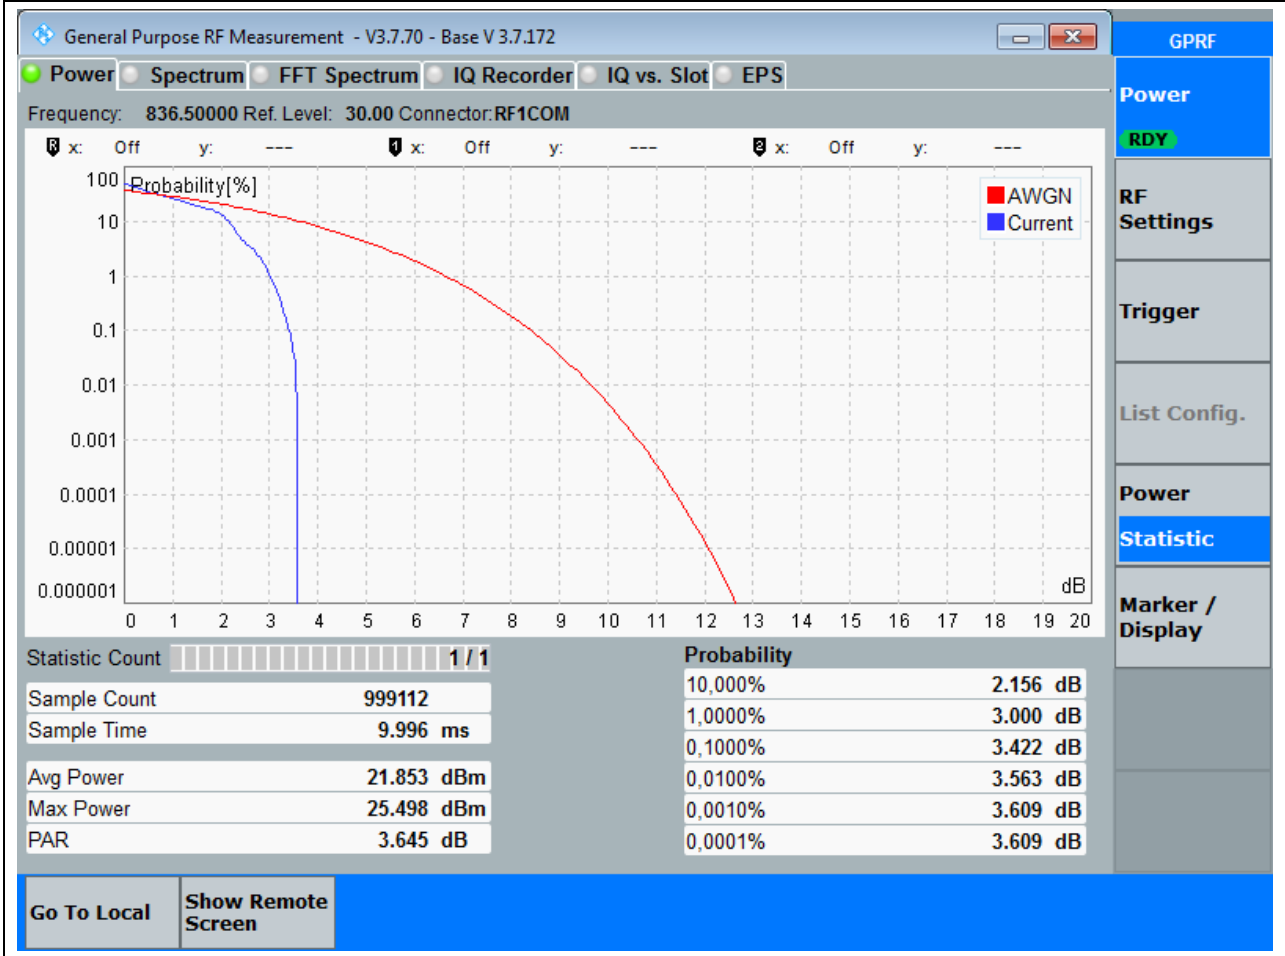 General Purpose RF Measurement - V3.7.70 - Base V 3.7.172
GPRF
Power Spectrum FFT Spectrum IQ Recorder IQ vs. Slot EPS
Frequency: 836.50000 Ref. Level: 30.00 Connector:RF1COM
R x: Off y: --- 1 x: Off y: --- 2 x: Off y: ---
Probability[%]
AWGN
Current
100
10
1
0.1
0.01
0.001
0.0001
0.00001
0.000001
dB
0 1 2 3 4 5 6 7 8 9 10 11 12 13 14 15 16 17 18 19 20
Statistic Count 1 / 1
Sample Count 999112
Sample Time 9.996 ms
Avg Power 21.853 dBm
Max Power 25.498 dBm
PAR 3.645 dB
Probability
10,000% 2.156 dB
1,0000% 3.000 dB
0,1000% 3.422 dB
0,0100% 3.563 dB
0,0010% 3.609 dB
0,0001% 3.609 dB
Power
RDY
RF
Settings
Trigger
List Config.
Power
Statistic
Marker /
Display
Go To Local
Show Remote
Screen